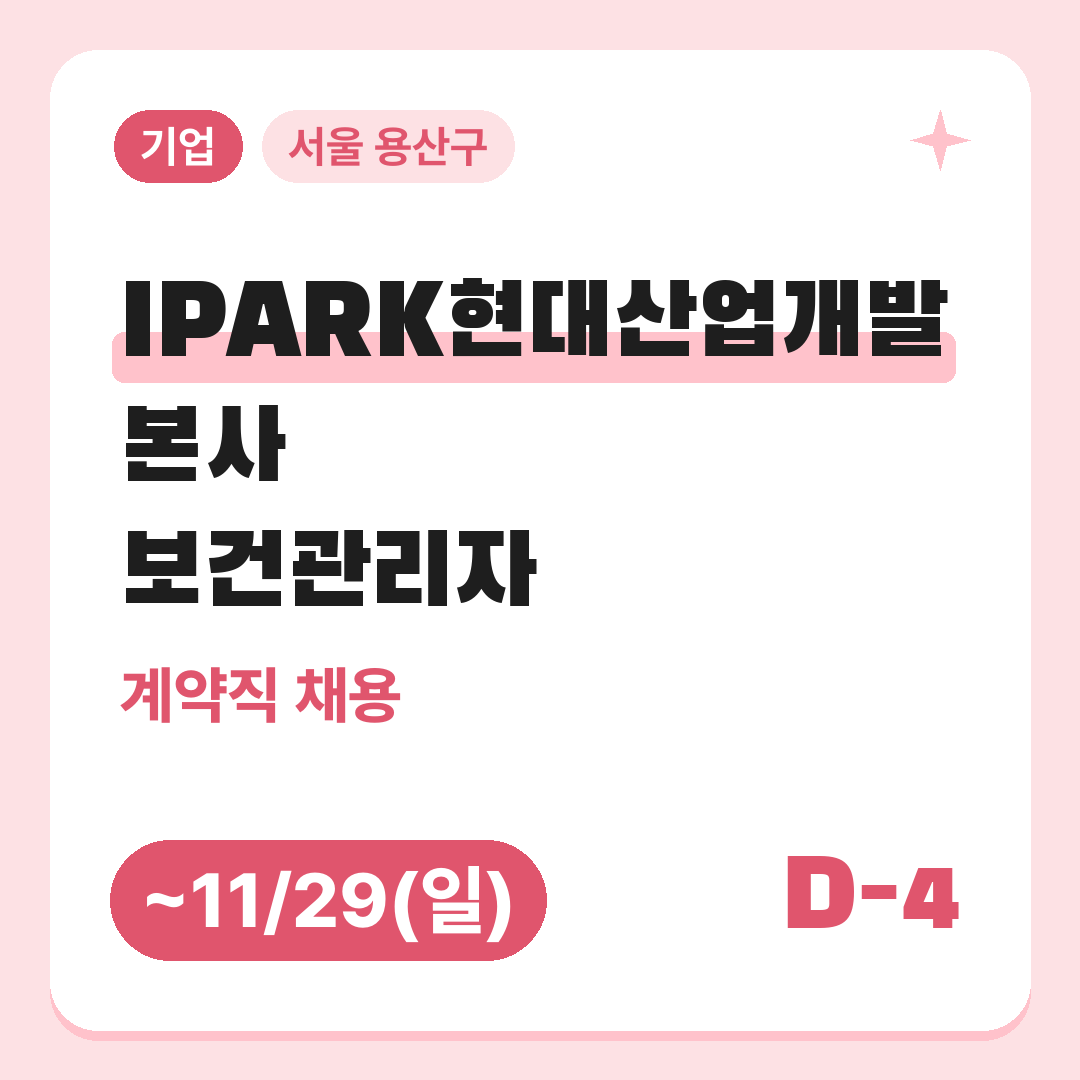 기업
서울 용산구
IPARK현대산업개발
본사
보건관리자
계약직 채용
~11/29(일)
D-4